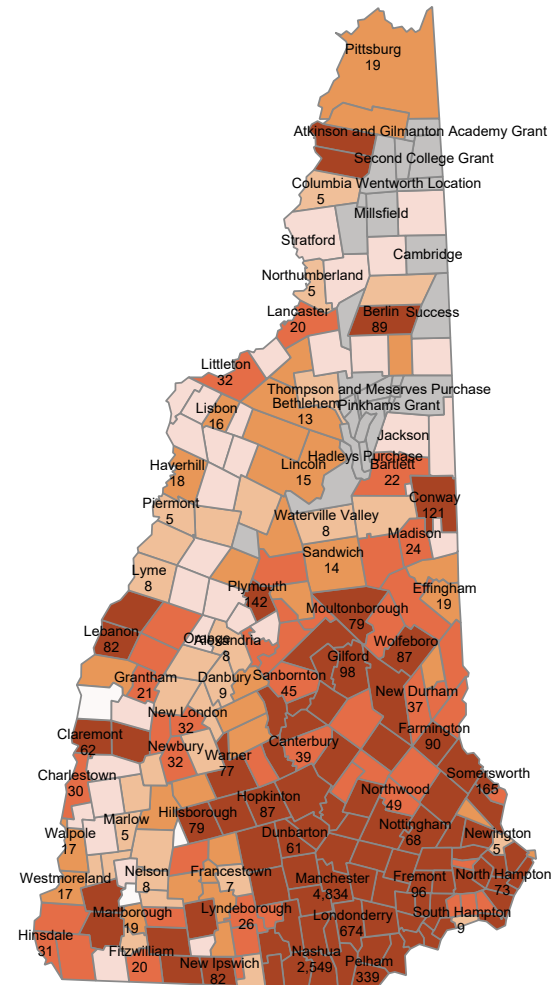 Pittsburg
19
Atkinson and Gilmanton Academy Grant
Second College Grant
Columbia
5
Wentworth Location
Millsfield
Stratford
Cambridge
Northumberland
5
Lancaster
20
Berlin
89
Success
Littleton
32
Thompson and Meserves Purchase
Bethlehem
13
Pinkhams Grant
Lisbon
16
Jackson
Hadleys Purchase
Haverhill
18
Lincoln
15
Bartlett
22
Conway
121
Piermont
5
Waterville Valley
8
Madison
24
Sandwich
14
Lyme
8
Plymouth
142
Effingham
19
Moultonborough
79
Lebanon
82
Orange
Alexandria
8
Wolfeboro
87
Gilford
98
Grantham
21
Danbury
9
Sanbornton
45
New Durham
37
New London
32
Farmington
90
Claremont
62
Newbury
32
Canterbury
39
Warner
77
Charlestown
30
Somersworth
165
Hopkinton
87
Northwood
49
Marlow
5
Hillsborough
79
Nottingham
68
Walpole
17
Dunbarton
61
Newington
5
Westmoreland
17
Nelson
8
Francestown
7
Manchester
4,834
Fremont
96
North Hampton
73
Marlborough
19
Lyndeborough
26
Londonderry
674
South Hampton
9
Hinsdale
31
Fitzwilliam
20
New Ipswich
82
Nashua
2,549
Pelham
339